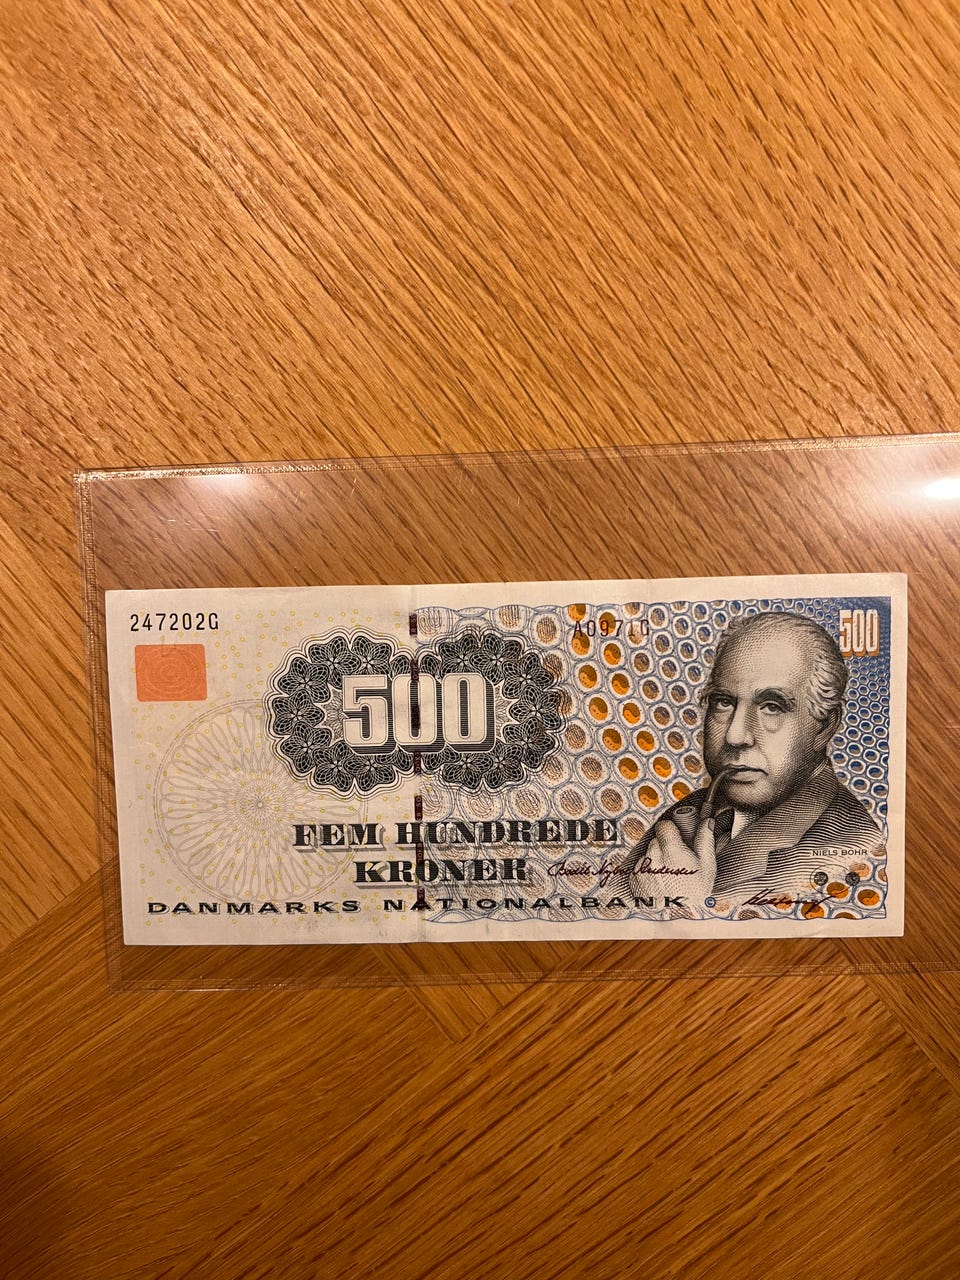 247202G
A0971G
500
500
FEM HUNDREDE
KRONER
NIELS BOHR
DANMARKS NATIONALBANK
©